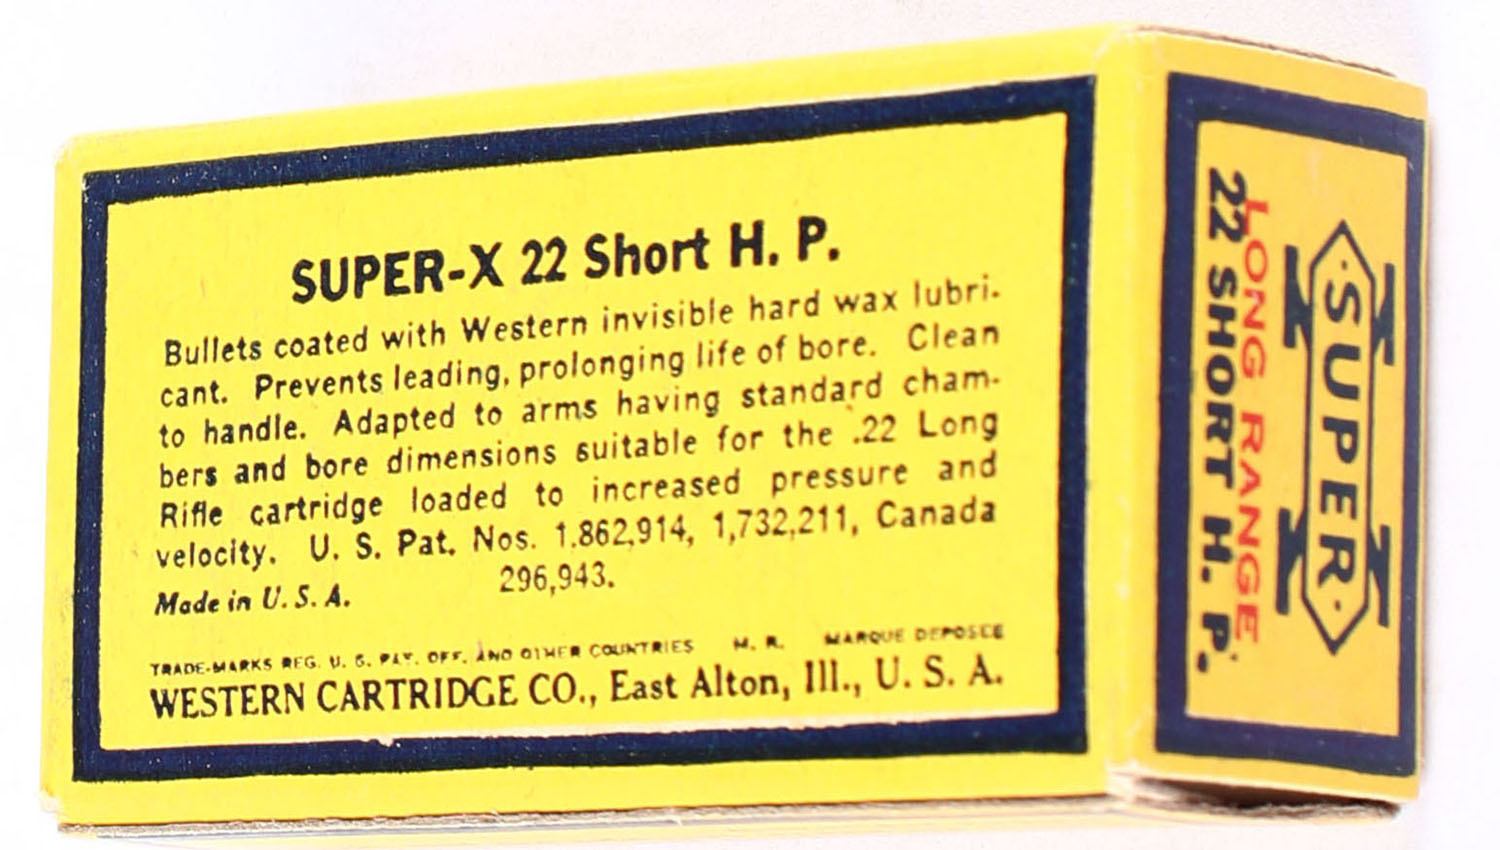 SUPER-X 22 Short H. P.
Bullets coated with Western invisible hard wax lubri-
cant. Prevents leading, prolonging life of bore. Clean
to handle. Adapted to arms having standard cham-
bers and bore dimensions suitable for the .22 Long
Rifle cartridge loaded to increased pressure and
velocity. U. S. Pat. Nos. 1,862,914, 1,732,211, Canada
296,943.
Made in U. S. A.
TRADE-MARKS REG. U. S. PAT. OFF. AND OTHER COUNTRIES M. R. MARQUE DEPOSEE
WESTERN CARTRIDGE CO., East Alton, Ill., U. S. A.
X
·SUPER·
LONG RANGE
22 SHORT H. P.